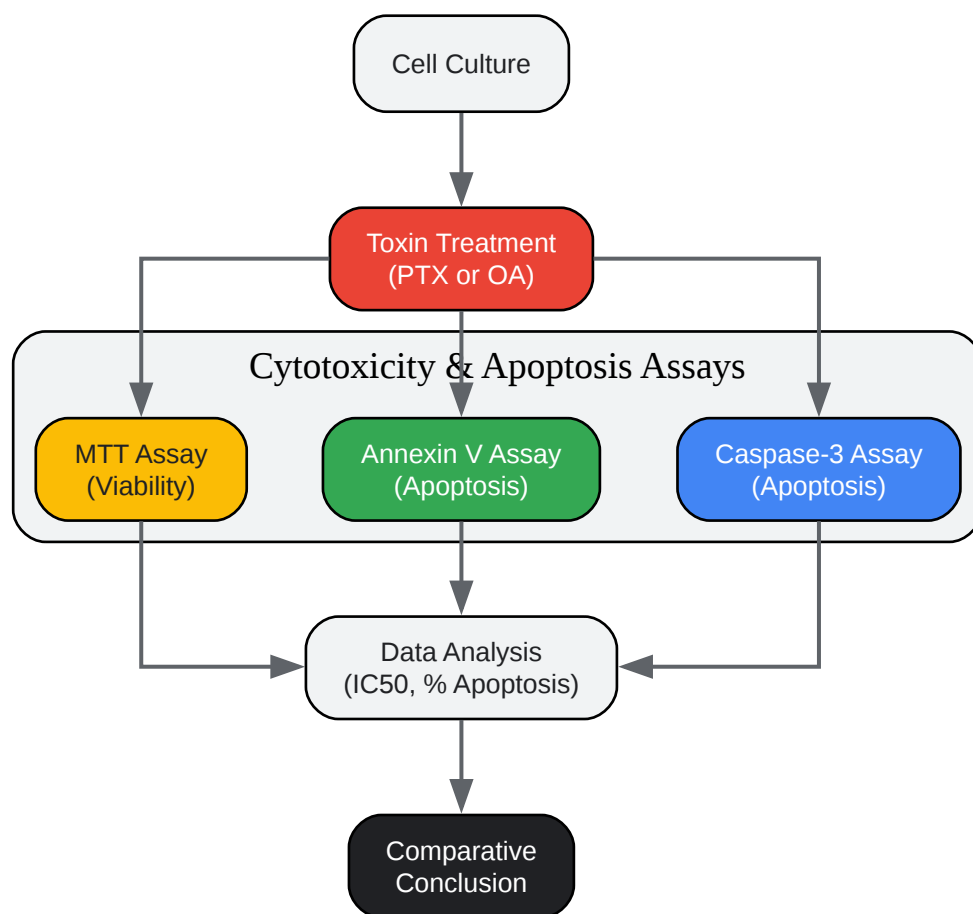 Cell Culture
Toxin Treatment
(PTX or OA)
Cytotoxicity & Apoptosis Assays
MTT Assay
(Viability)
Annexin V Assay
(Apoptosis)
Caspase-3 Assay
(Apoptosis)
Data Analysis
(IC50, % Apoptosis)
Comparative
Conclusion